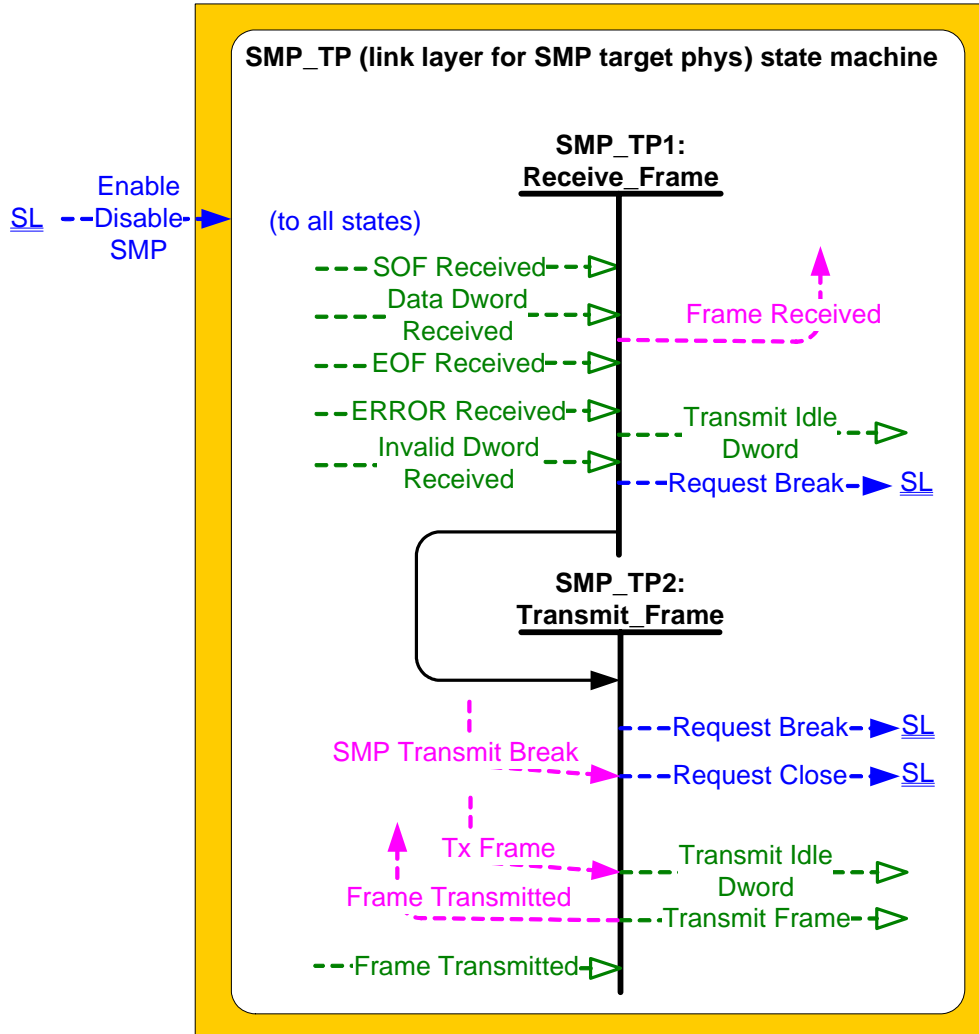 SMP_TP (link layer for SMP target phys) state machine
SMP_TP1:
Receive_Frame
Enable
SL
Disable
SMP
(to all states)
SOF Received
Data Dword
Received
Frame Received
EOF Received
ERROR Received
Transmit Idle
Dword
Invalid Dword
Received
Request Break
SL
SMP_TP2:
Transmit_Frame
Request Break
SL
SMP Transmit Break
Request Close
SL
Tx Frame
Transmit Idle
Dword
Frame Transmitted
Transmit Frame
Frame Transmitted